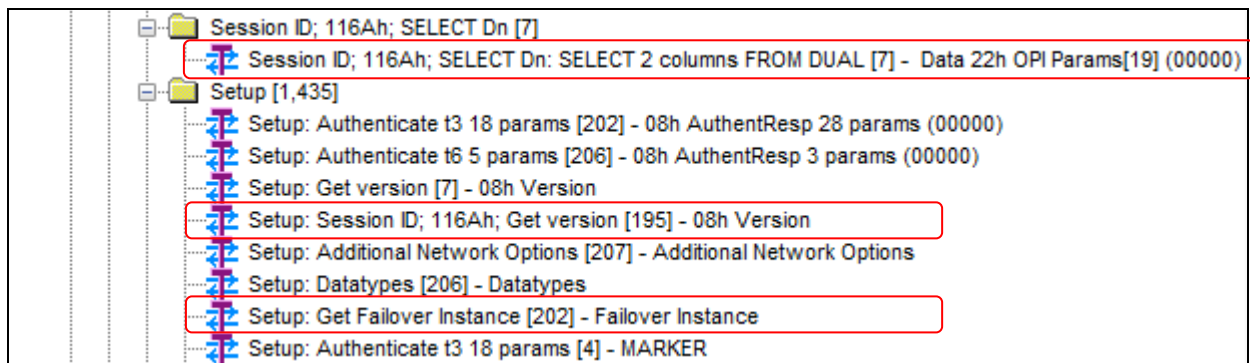 Session ID; 116Ah; SELECT Dn [7]
Session ID; 116Ah; SELECT Dn: SELECT 2 columns FROM DUAL [7] - Data 22h OPI Params[19] (00000)
Setup [1,435]
Setup: Authenticate t3 18 params [202] - 08h AuthentResp 28 params (00000)
Setup: Authenticate t6 5 params [206] - 08h AuthentResp 3 params (00000)
Setup: Get version [7] - 08h Version
Setup: Session ID; 116Ah; Get version [195] - 08h Version
Setup: Additional Network Options [207] - Additional Network Options
Setup: Datatypes [206] - Datatypes
Setup: Get Failover Instance [202] - Failover Instance
Setup: Authenticate t3 18 params [4] - MARKER